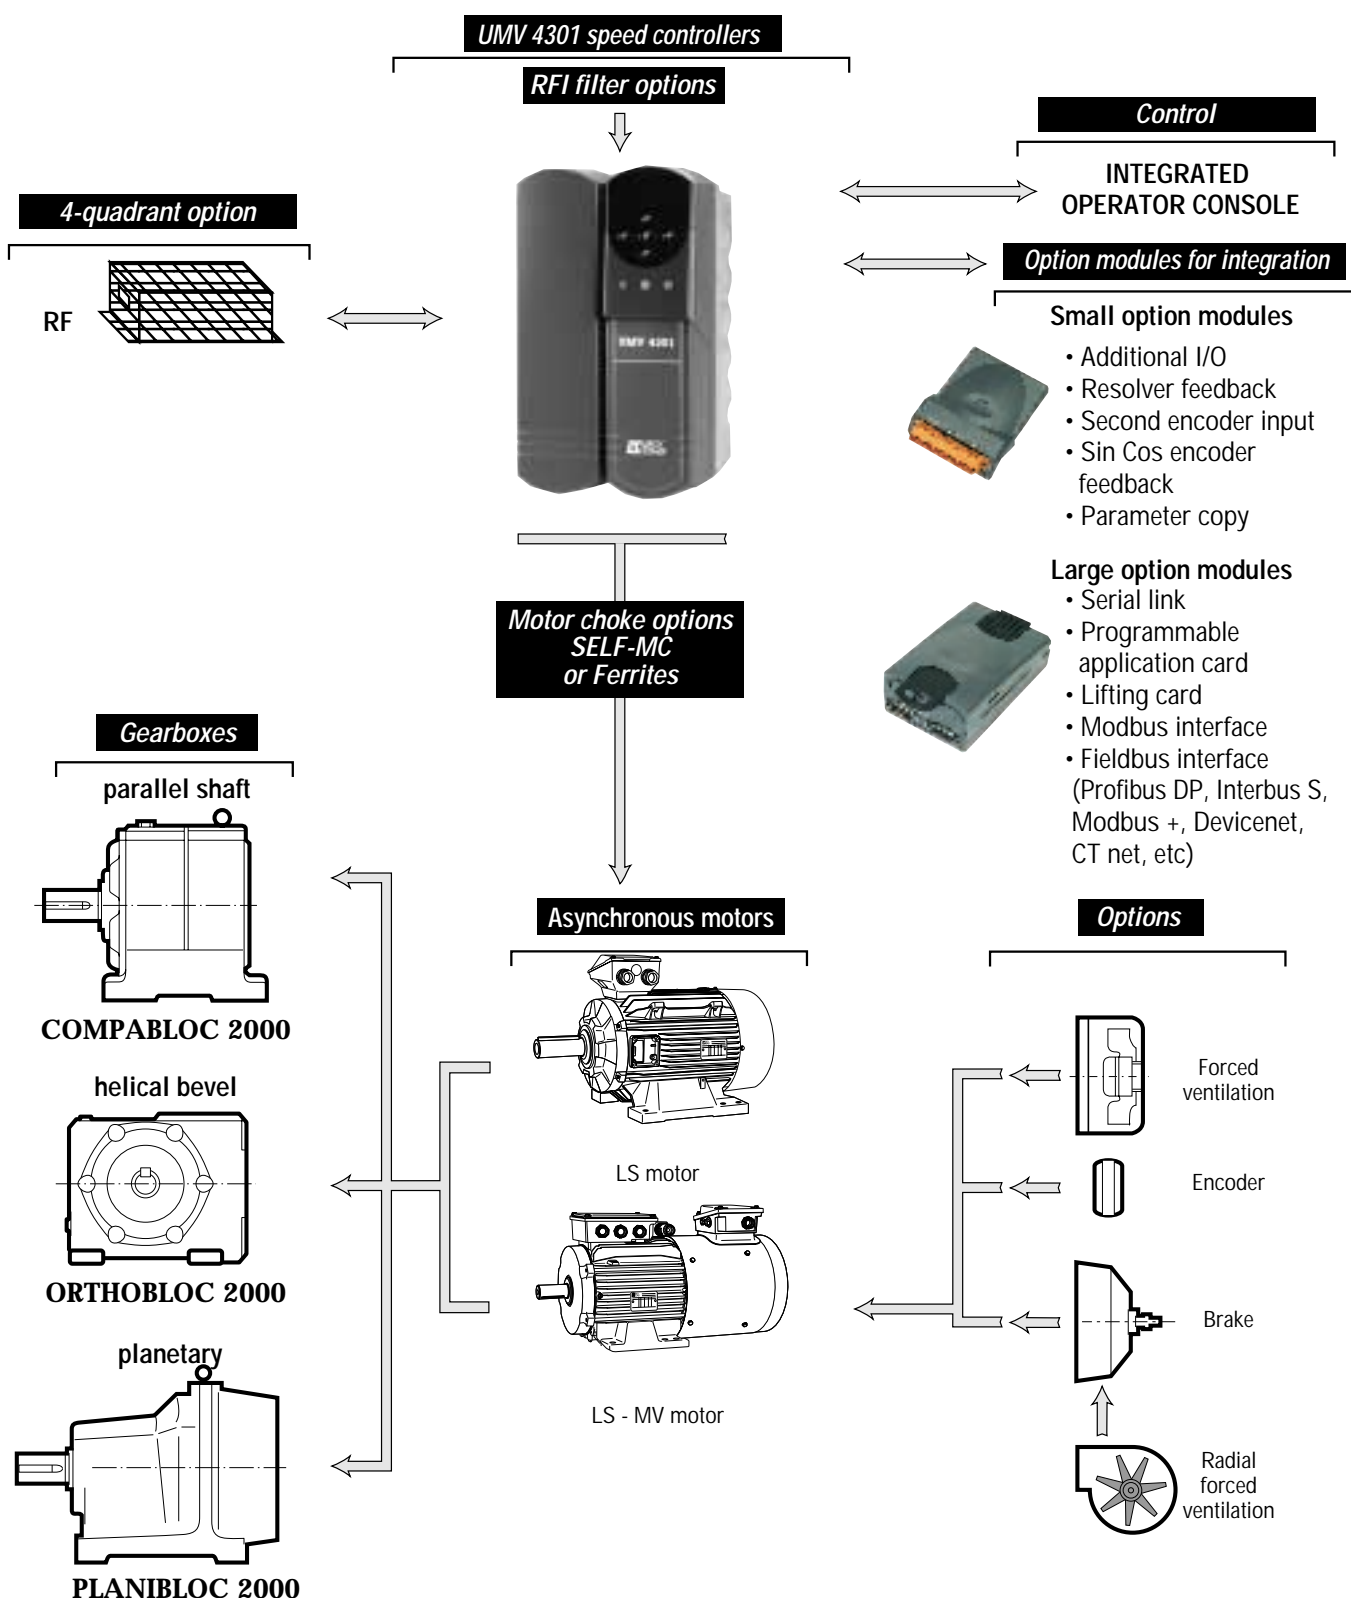 UMV 4301 speed controllers
RFI filter options
Control
INTEGRATED
OPERATOR CONSOLE
4-quadrant option
RF
Option modules for integration
Small option modules
• Additional I/O
• Resolver feedback
• Second encoder input
• Sin Cos encoder
feedback
• Parameter copy
UMV 4301
Large option modules
• Serial link
• Programmable
application card
• Lifting card
• Modbus interface
• Fieldbus interface
(Profibus DP, Interbus S,
Modbus +, Devicenet,
CT net, etc)
Motor choke options
SELF-MC
or Ferrites
Gearboxes
parallel shaft
COMPABLOC 2000
helical bevel
ORTHOBLOC 2000
planetary
PLANIBLOC 2000
Asynchronous motors
LS motor
LS - MV motor
Options
Forced
ventilation
Encoder
Brake
Radial
forced
ventilation